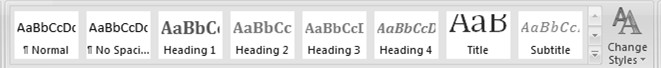 AaBbCcDc AaBbCcDc AaBbC AaBbCc AaBbCcI AaBbCcD AaB AaBbCc.
¶ Normal ¶ No Spaci... Heading 1 Heading 2 Heading 3 Heading 4 Title Subtitle
Change
Styles